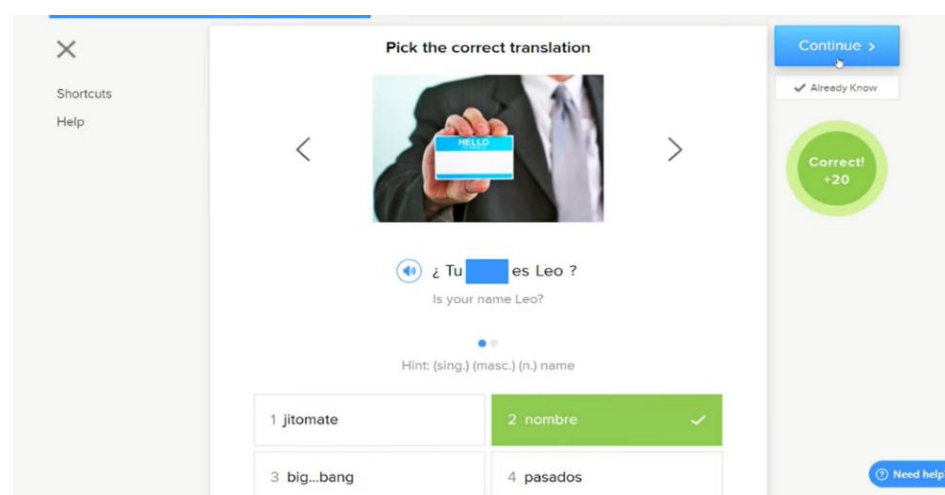 Pick the correct translation
Continue >
Already Know
Shortcuts
Help
HELLO
Correct!
+20
¿ Tu es Leo ?
Is your name Leo?
Hint: (sing.) (masc.) (n.) name
1 jitomate
2 nombre
3 big...bang
4 pasados
Need help